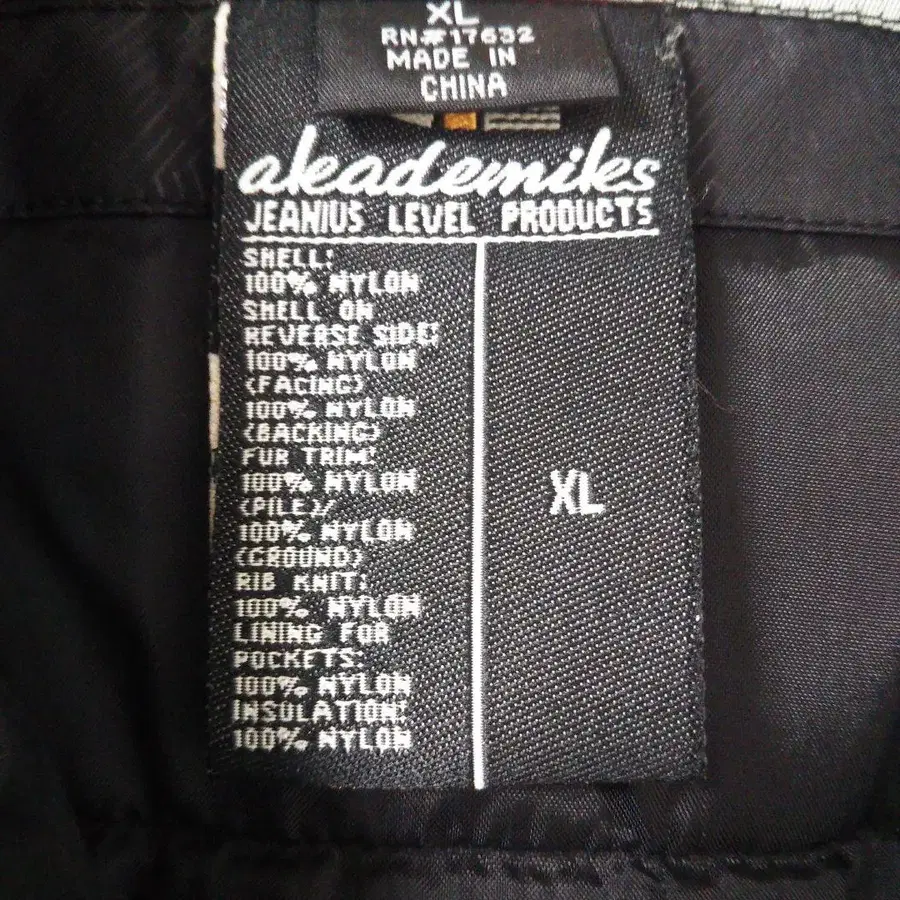 XL
RN#17632
MADE IN
CHINA
akademiks
JEANIUS LEVEL PRODUCTS
SHELL:
100% NYLON
SHELL ON
REVERSE SIDE:
100% NYLON
(FACING)
100% NYLON
(BACKING)
FUR TRIM:
100% NYLON
(PILE)/
100% NYLON
(GROUND)
RIB KNIT:
100% NYLON
LINING FOR
POCKETS:
100% NYLON
INSULATION:
100% NYLON
XL